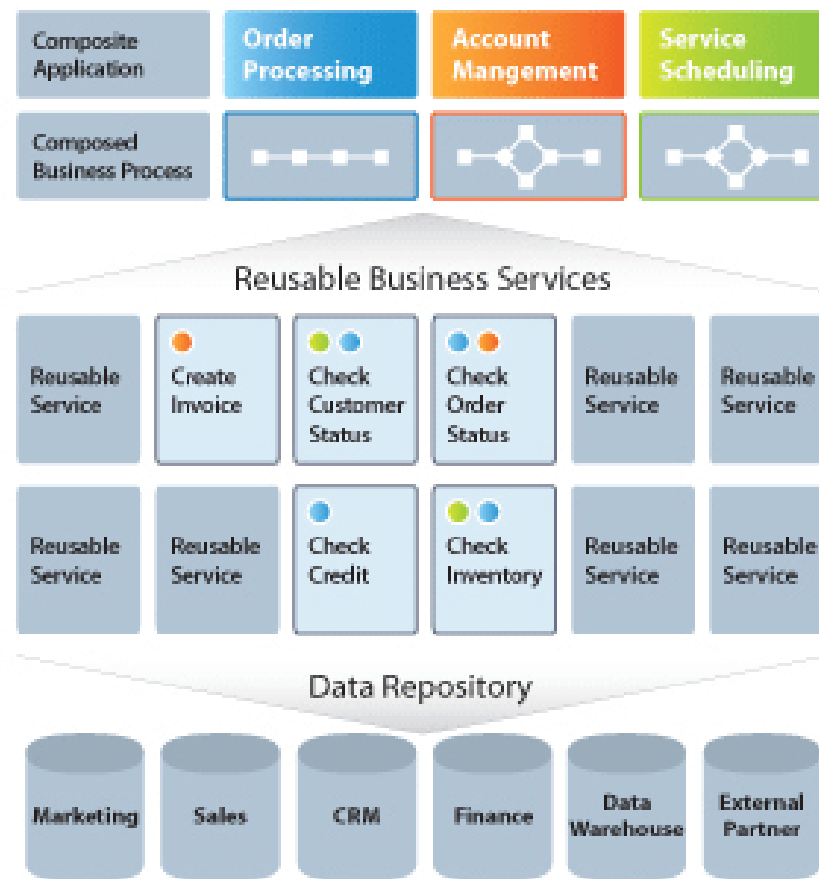 Composite
Application
Order
Processing
Account
Mangement
Service
Scheduling
Composed
Business Process
Reusable Business Services
Reusable
Service
Create
Invoice
Check
Customer
Status
Check
Order
Status
Reusable
Service
Reusable
Service
Reusable
Service
Reusable
Service
Check
Credit
Check
Inventory
Reusable
Service
Reusable
Service
Data Repository
Marketing
Sales
CRM
Finance
Data
Warehouse
External
Partner